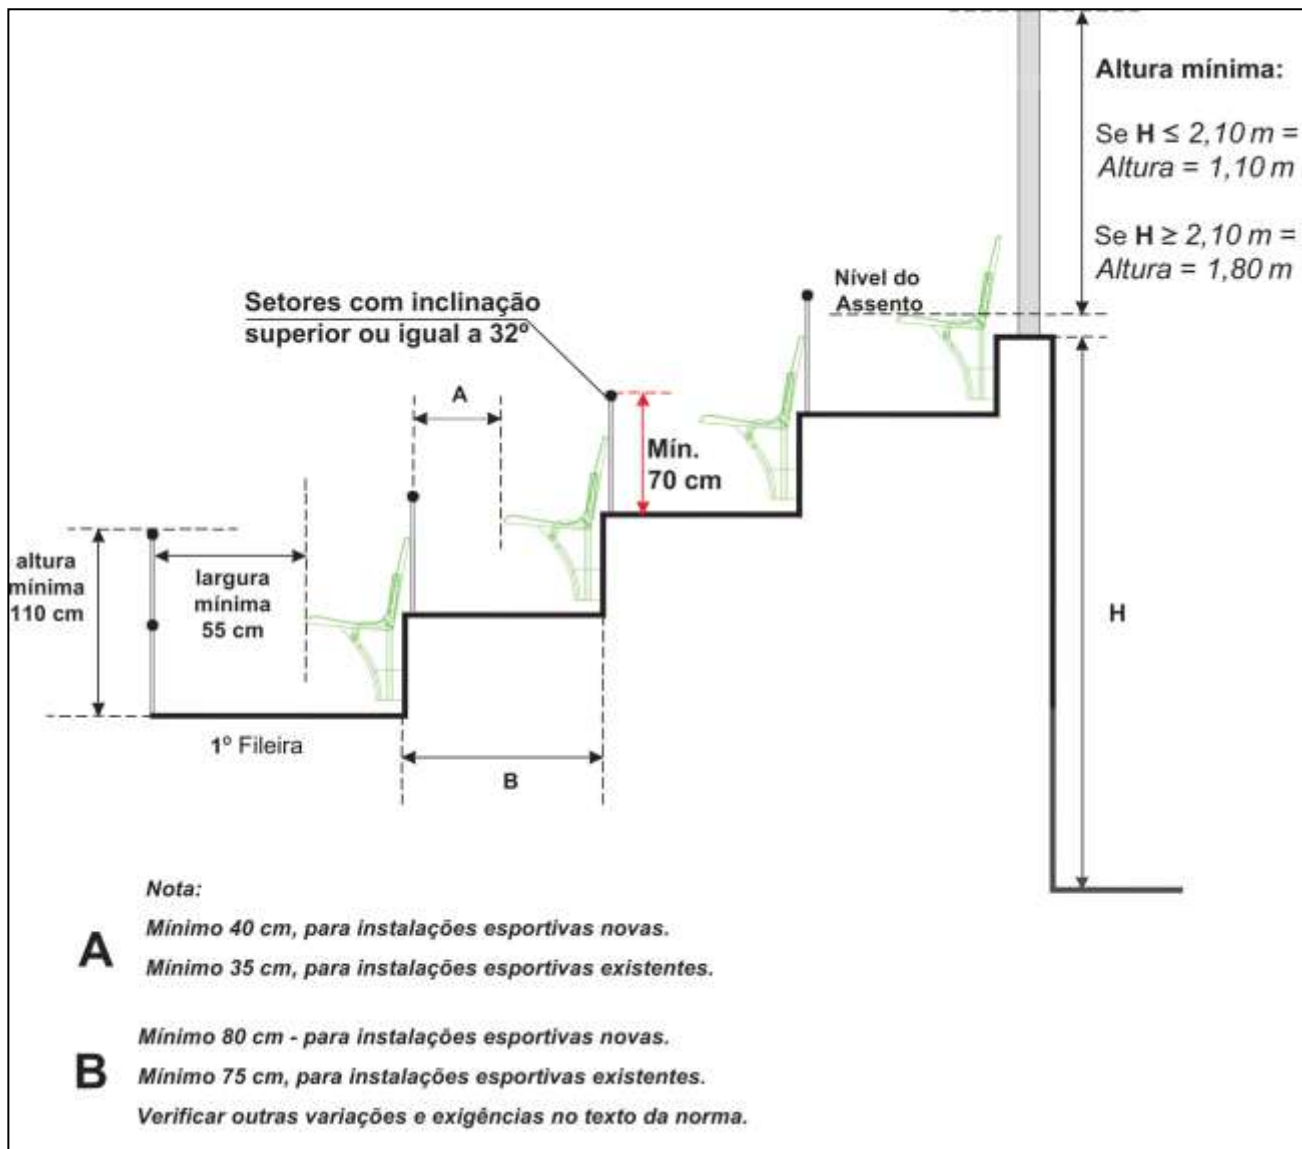 Altura mínima:
Se H ≤ 2,10 m =
Altura = 1,10 m
Se H ≥ 2,10 m =
Altura = 1,80 m
Nível do
Assento
Setores com inclinação
superior ou igual a 32º
A
Mín.
70 cm
altura
mínima
110 cm
largura
mínima
55 cm
H
1º Fileira
B
Nota:
A
Mínimo 40 cm, para instalações esportivas novas.
Mínimo 35 cm, para instalações esportivas existentes.
B
Mínimo 80 cm - para instalações esportivas novas.
Mínimo 75 cm, para instalações esportivas existentes.
Verificar outras variações e exigências no texto da norma.